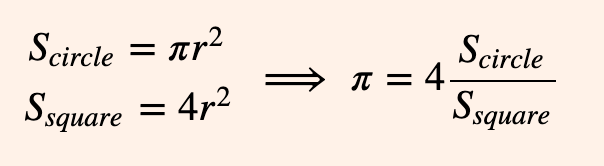 S_circle = πr²
S_square = 4r²
⟹ π = 4 S_circle / S_square